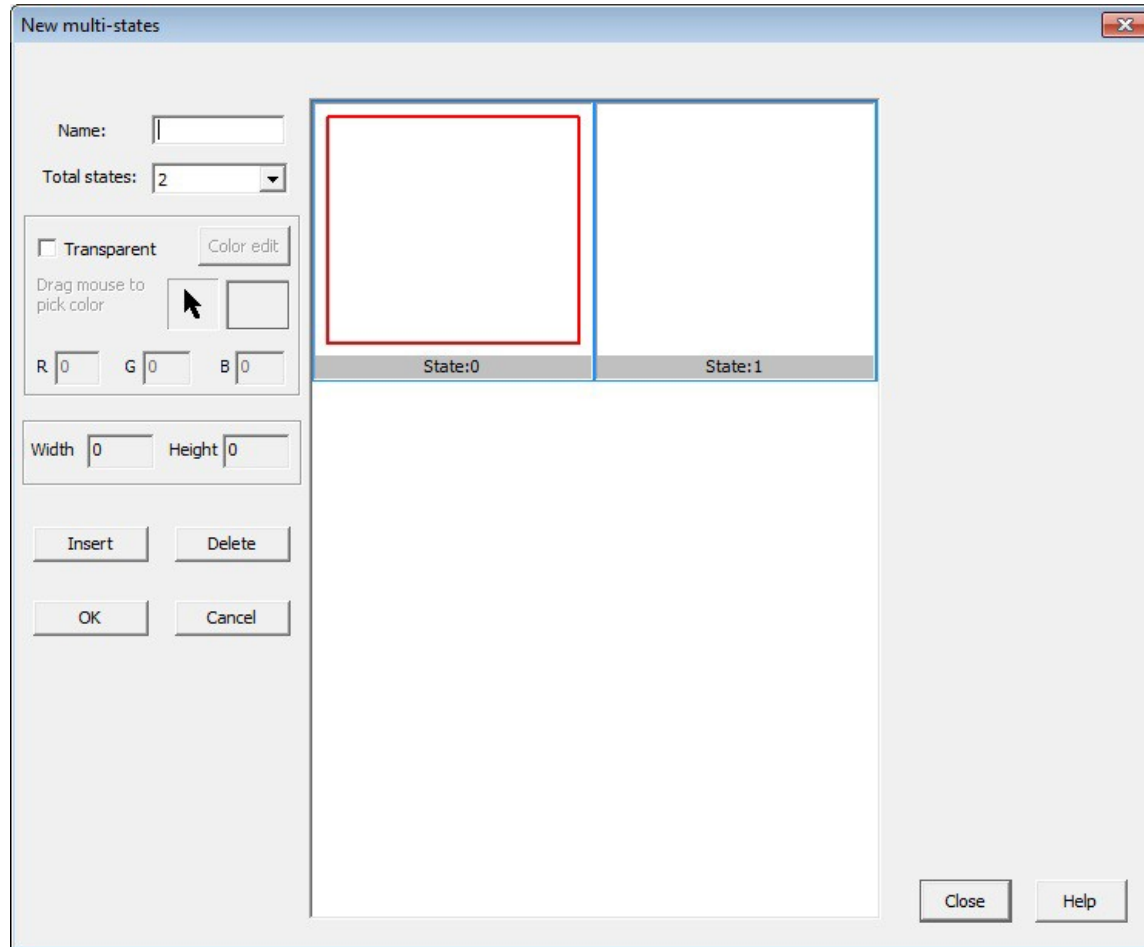 New multi-states
Name:
Total states: 2
Transparent Color edit
Drag mouse to
pick color
R 0 G 0 B 0
Width 0 Height 0
Insert Delete
OK Cancel
State:0 State:1
Close Help